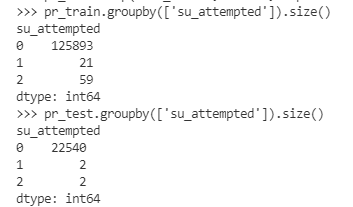 >>> pr_train.groupby(['su_attempted']).size()
su_attempted
0    125893
1        21
2        59
dtype: int64
>>> pr_test.groupby(['su_attempted']).size()
su_attempted
0    22540
1        2
2        2
dtype: int64